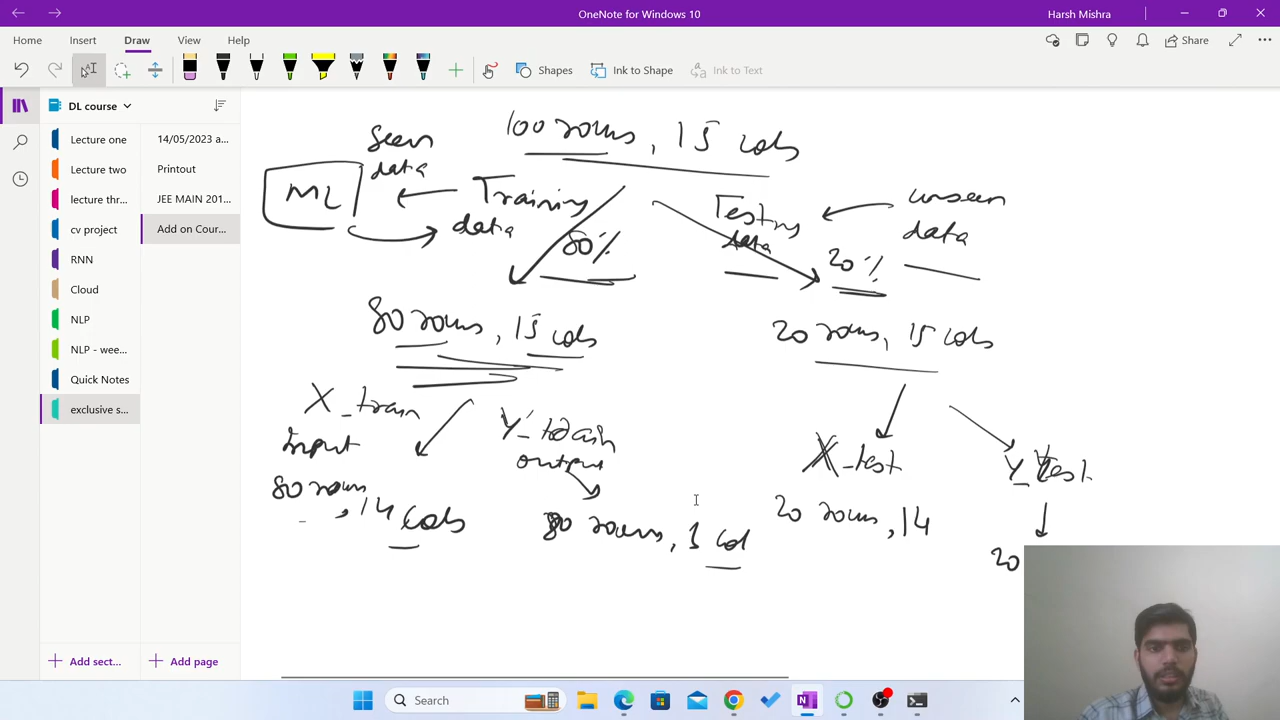 OneNote for Windows 10
Harsh Mishra
Home Insert Draw View Help
Share
Shapes
Ink to Shape
Ink to Text
DL course
Lecture one
Lecture two
lecture thr...
cv project
RNN
Cloud
NLP
NLP - wee...
Quick Notes
exclusive s...
14/05/2023 a...
Printout
JEE MAIN 201...
Add on Cour...
100 rows, 15 cols
Seen
data
ML
Training
data
80%
Testing
data
20%
unseen
data
80 rows, 15 cols
20 rows, 15 cols
X_train
Input
80 rows, 14 cols
Y_train
output
80 rows, 1 col
X_test
20 rows, 14
Y_test
20
Add sect...
Add page
Search